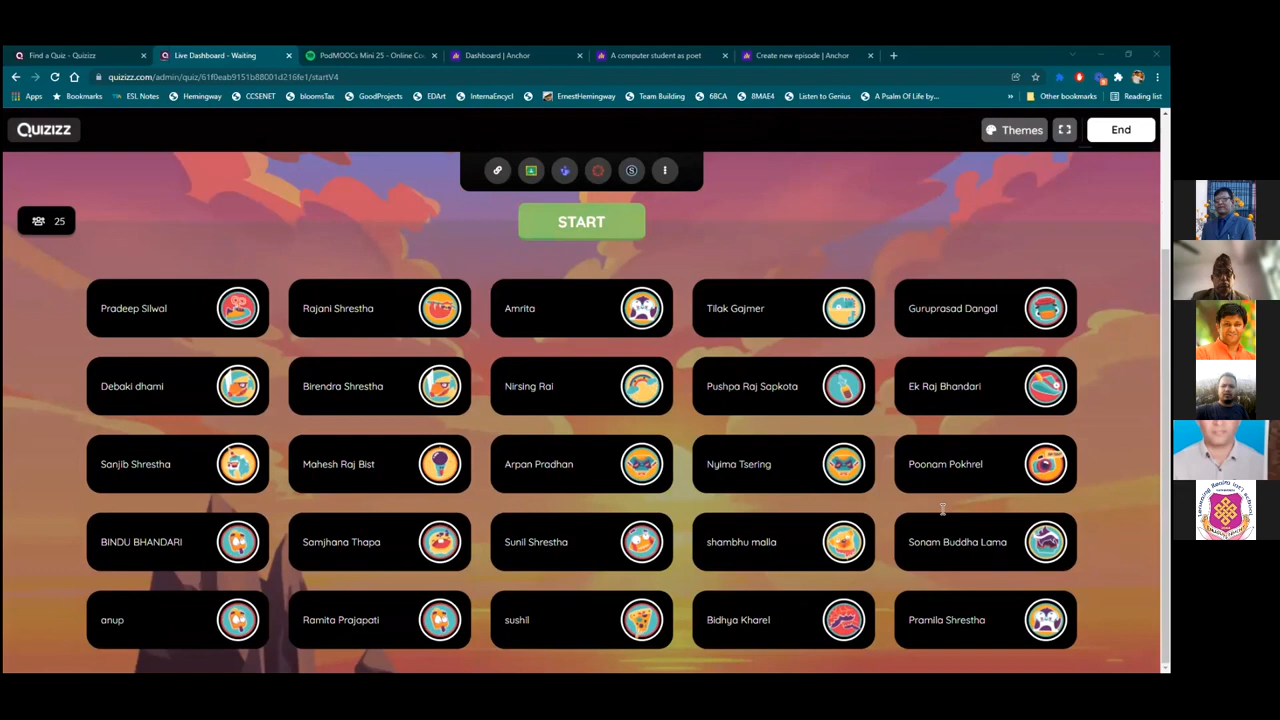 Find a Quiz - Quizizz
Live Dashboard - Waiting
PodMOOCs Mini 25 - Online Co
Dashboard | Anchor
A computer student as poet
Create new episode | Anchor
quizizz.com/admin/quiz/61f0eab9151b88001d216fe1/startV4
Apps
Bookmarks
ESL Notes
Hemingway
CCSENET
bloomsTax
GoodProjects
EDArt
InternaEncycl
ErnestHemingway
Team Building
6BCA
8MAE4
Listen to Genius
A Psalm Of Life by...
Other bookmarks
Reading list
Quizizz
Themes
End
25
START
Pradeep Silwal
Rajani Shrestha
Amrita
Tilak Gajmer
Guruprasad Dangal
Debaki dhami
Birendra Shrestha
Nirsing Rai
Pushpa Raj Sapkota
Ek Raj Bhandari
Sanjib Shrestha
Mahesh Raj Bist
Arpan Pradhan
Nyima Tsering
Poonam Pokhrel
BINDU BHANDARI
Samjhana Thapa
Sunil Shrestha
shambhu malla
Sonam Buddha Lama
anup
Ramita Prajapati
sushil
Bidhya Kharel
Pramila Shrestha